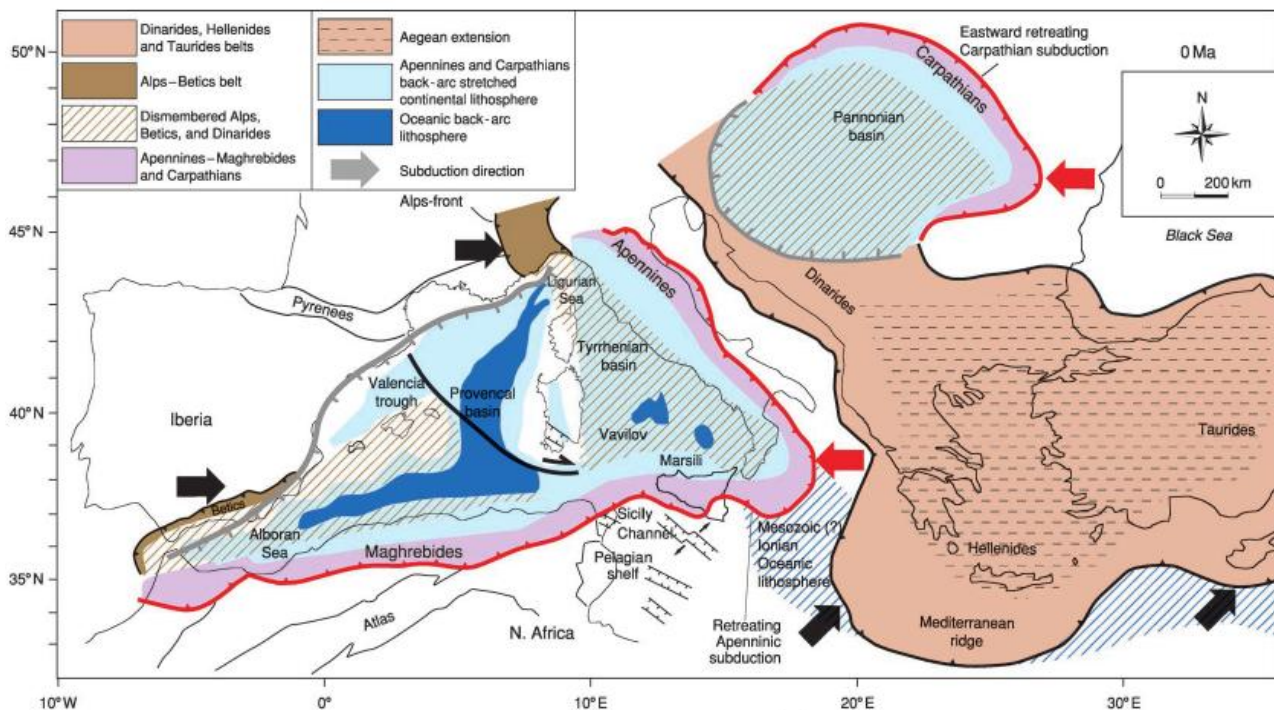 Dinarides, Hellenides
and Taurides belts
Alps–Betics belt
Dismembered Alps,
Betics, and Dinarides
Apennines–Maghrebides
and Carpathians
Aegean extension
Apennines and Carpathians
back-arc stretched
continental lithosphere
Oceanic back-arc
lithosphere
Subduction direction
Eastward retreating
Carpathian subduction
0 Ma
N
0 200 km
50°N
45°N
40°N
35°N
Carpathians
Pannonian
basin
Alps-front
Black Sea
Apennines
Ligurian
Sea
Dinarides
Pyrenees
Tyrrhenian
basin
Valencia
trough
Provencal
basin
Iberia
Vavilov
Marsili
Taurides
Betics
Alboran
Sea
Maghrebides
Sicily
Channel
Pelagian
shelf
Mesozoic (?)
Ionian
Oceanic
lithosphere
Hellenides
Atlas
N. Africa
Retreating
Apenninic
subduction
Mediterranean
ridge
10°W
0°
10°E
20°E
30°E